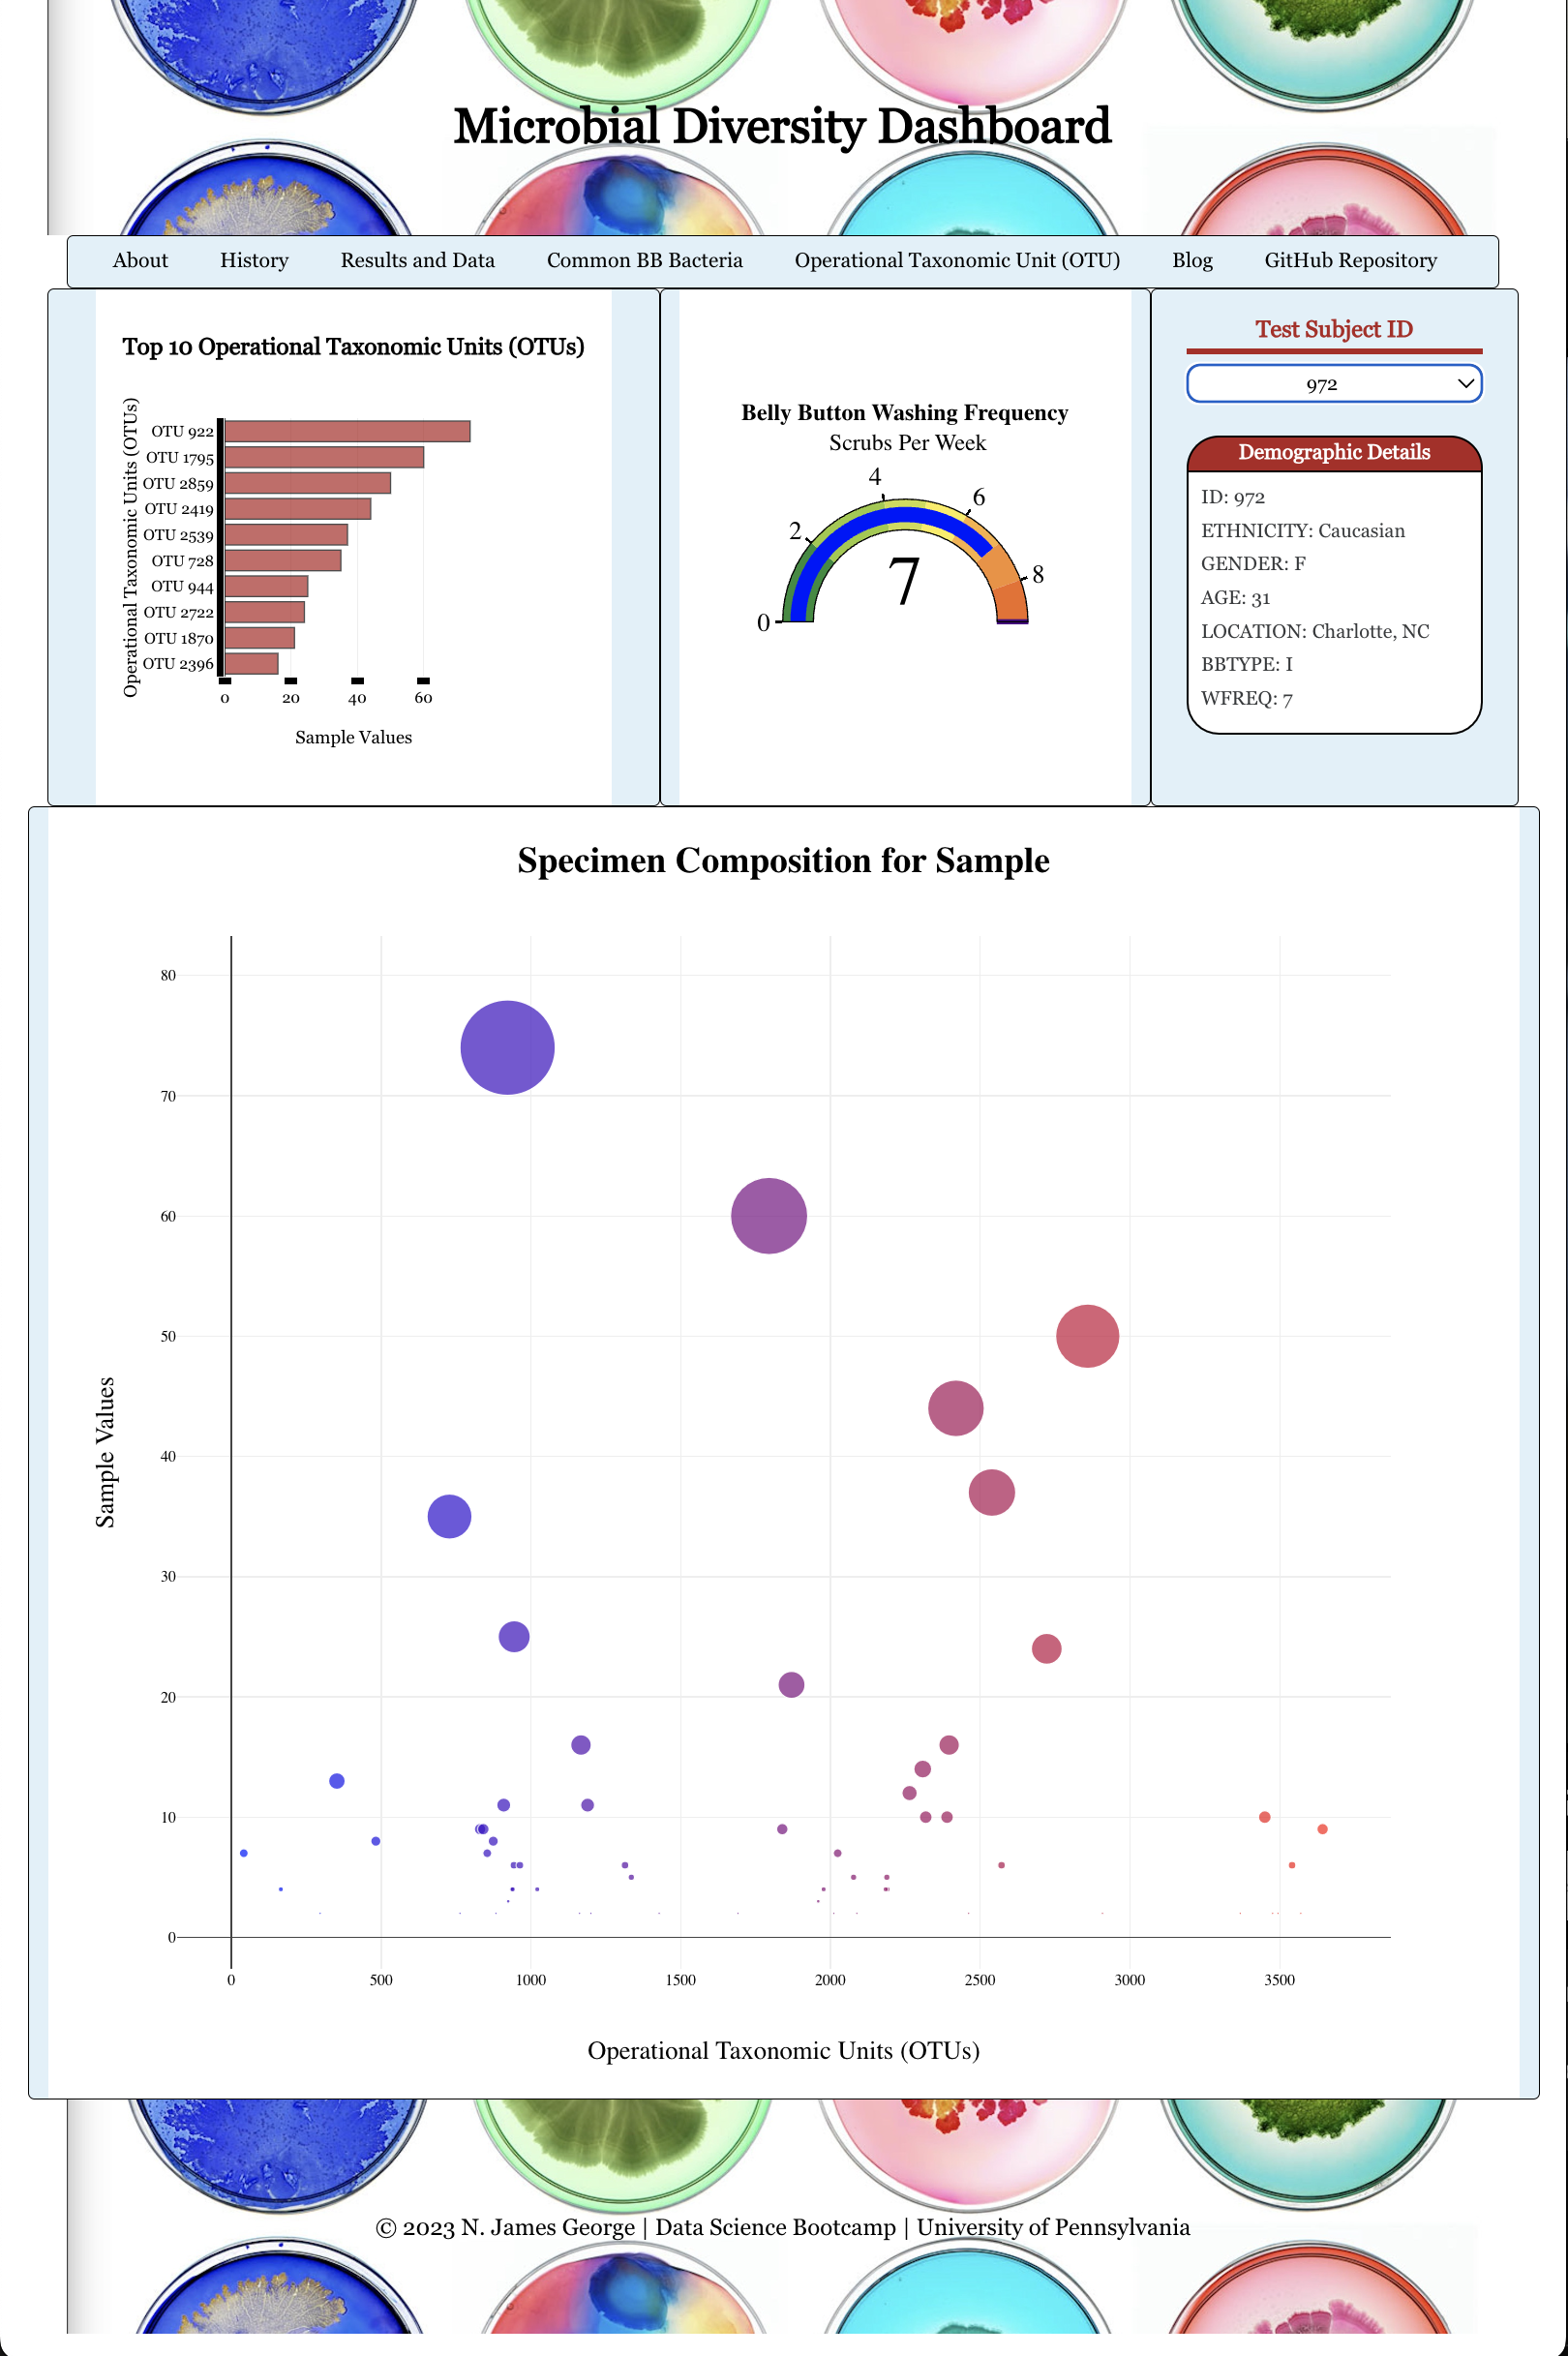 Microbial Diversity Dashboard
About History Results and Data Common BB Bacteria Operational Taxonomic Unit (OTU) Blog GitHub Repository
Top 10 Operational Taxonomic Units (OTUs)
Operational Taxonomic Units (OTUs)
OTU 922
OTU 1795
OTU 2859
OTU 2419
OTU 2539
OTU 728
OTU 944
OTU 2722
OTU 1870
OTU 2396
0 20 40 60
Sample Values
Belly Button Washing Frequency
Scrubs Per Week
0 2 4 6 8
7
Test Subject ID
972
Demographic Details
ID: 972
ETHNICITY: Caucasian
GENDER: F
AGE: 31
LOCATION: Charlotte, NC
BBTYPE: I
WFREQ: 7
Specimen Composition for Sample
Sample Values
80
70
60
50
40
30
20
10
0
0 500 1000 1500 2000 2500 3000 3500
Operational Taxonomic Units (OTUs)
© 2023 N. James George | Data Science Bootcamp | University of Pennsylvania